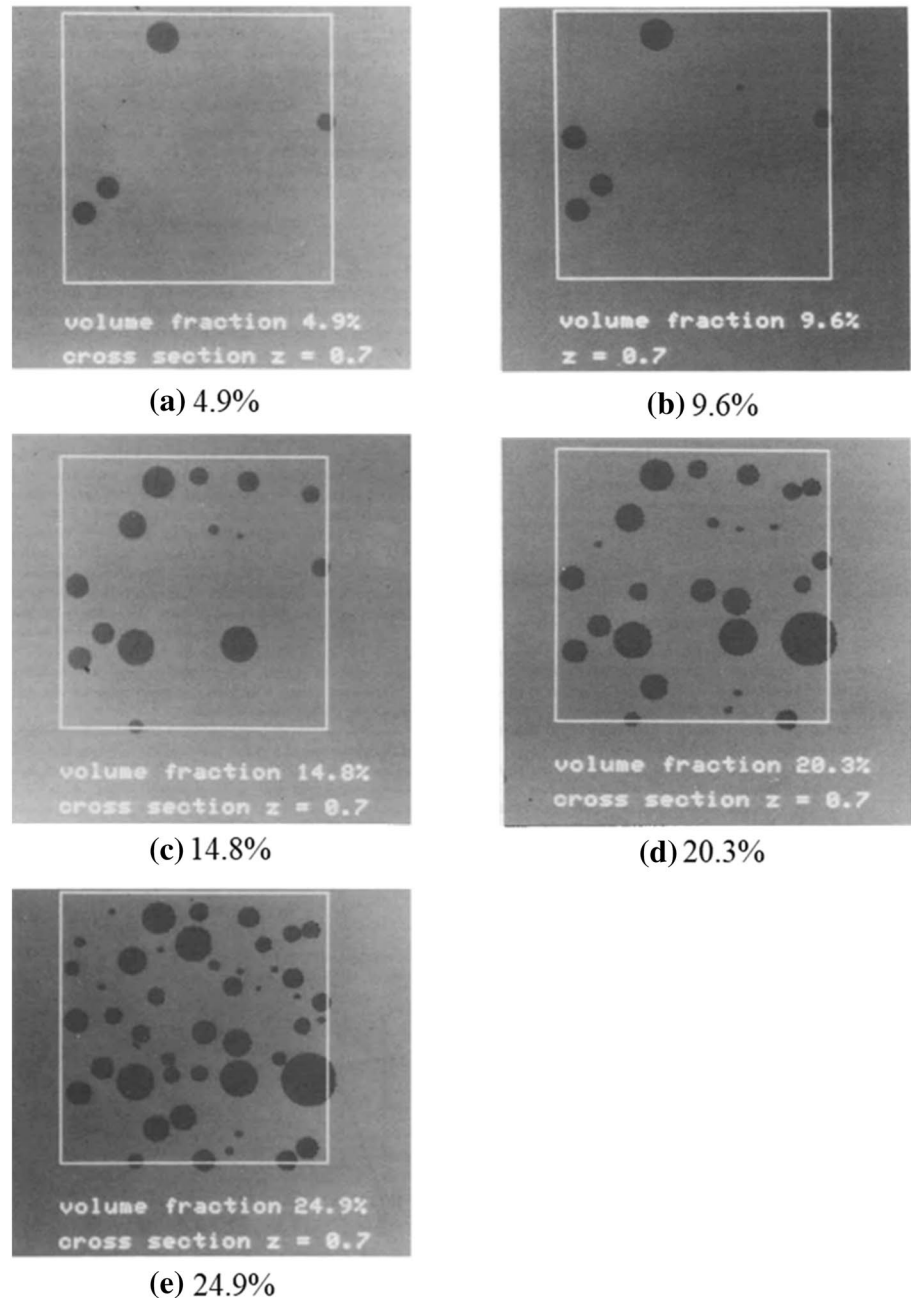 volume fraction 4.9%
cross section z = 0.7
(a) 4.9%
volume fraction 9.6%
z = 0.7
(b) 9.6%
volume fraction 14.8%
cross section z = 0.7
(c) 14.8%
volume fraction 20.3%
cross section z = 0.7
(d) 20.3%
volume fraction 24.9%
cross section z = 0.7
(e) 24.9%